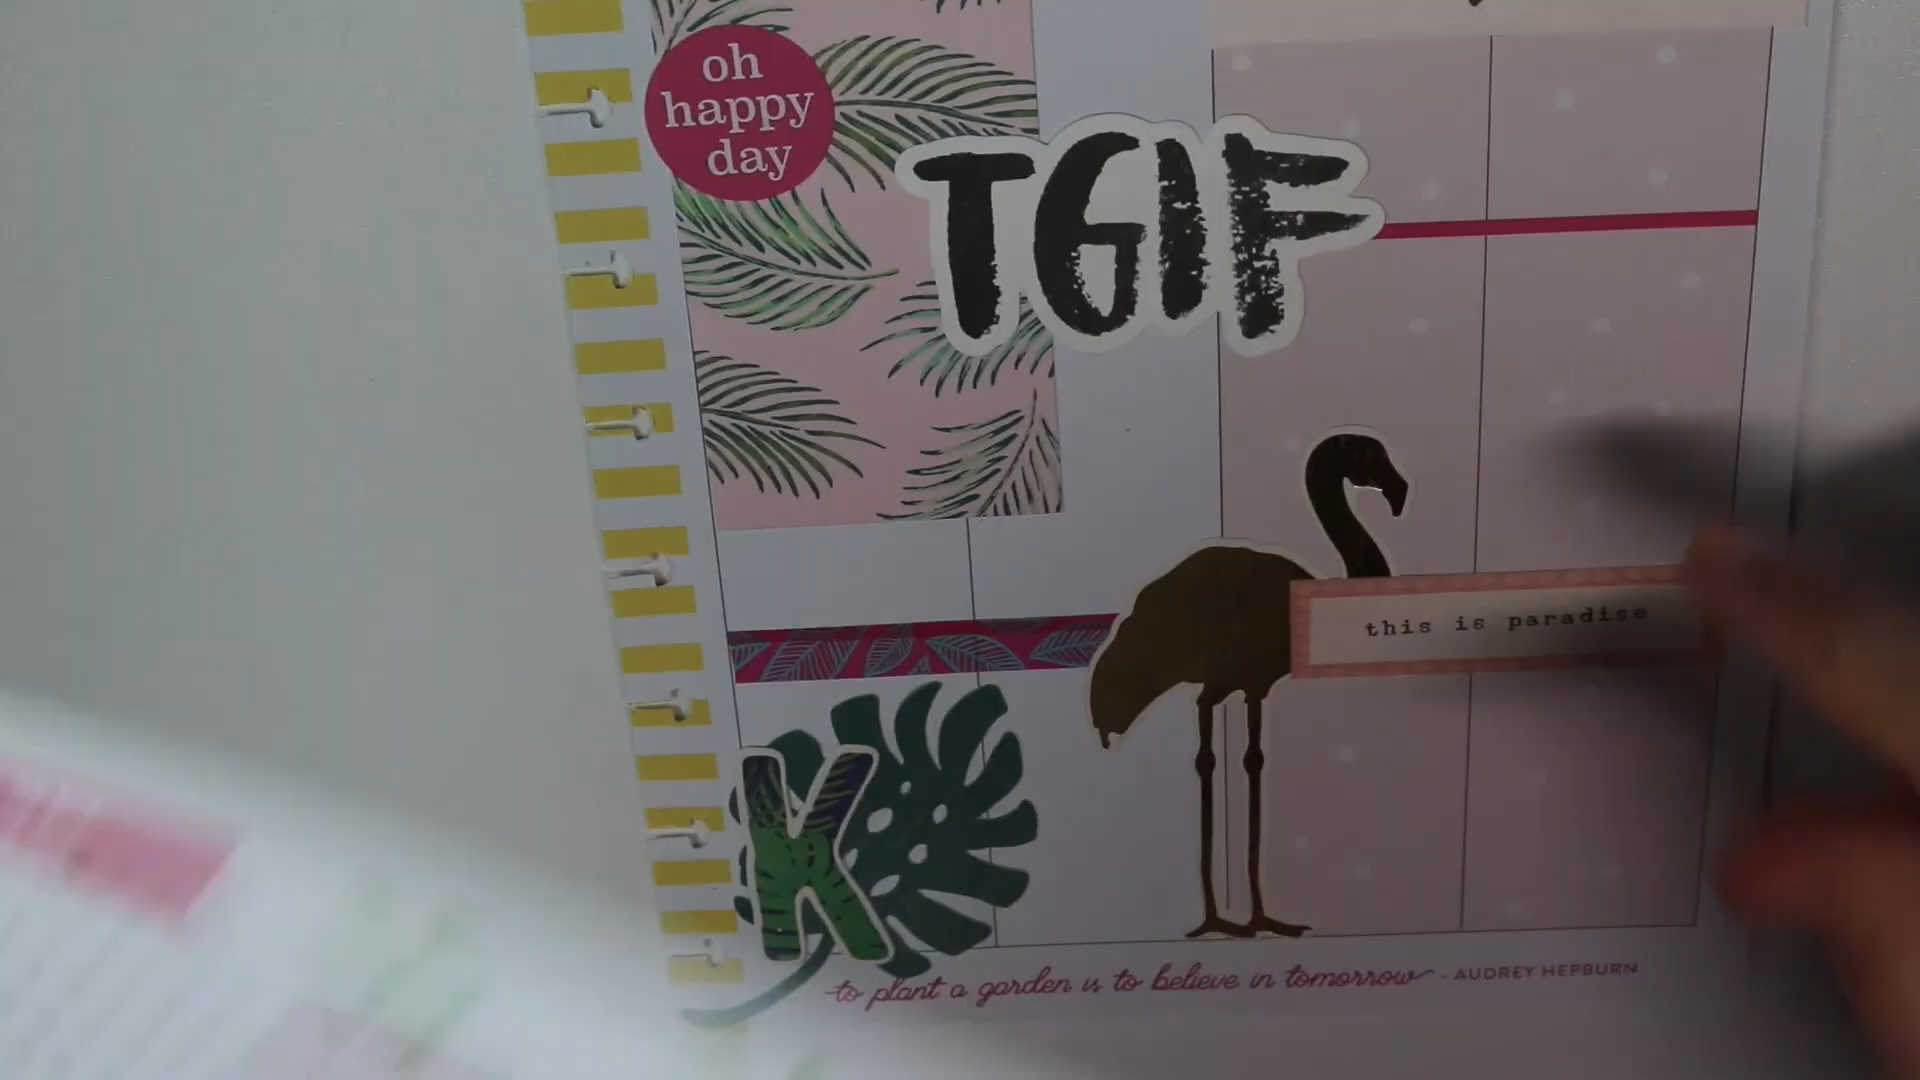 oh
happy
day
TGIF
this is paradise
K
to plant a garden is to believe in tomorrow - AUDREY HEPBURN